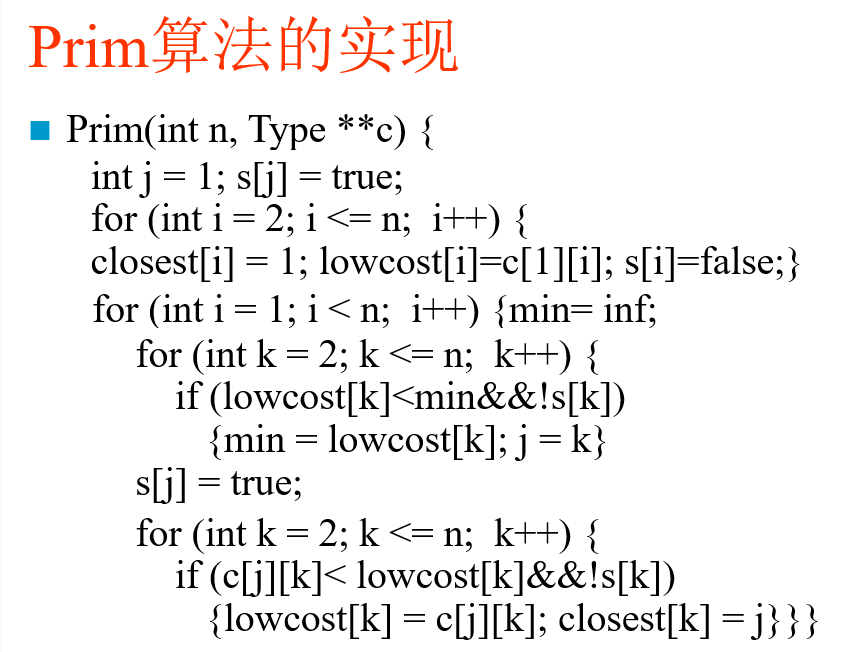 Prim算法的实现
Prim(int n, Type **c) {
int j = 1; s[j] = true;
for (int i = 2; i <= n;  i++) {
closest[i] = 1; lowcost[i]=c[1][i]; s[i]=false;}
for (int i = 1; i < n;  i++) {min= inf;
for (int k = 2; k <= n;  k++) {
if (lowcost[k]<min&&!s[k])
{min = lowcost[k]; j = k}
s[j] = true;
for (int k = 2; k <= n;  k++) {
if (c[j][k]< lowcost[k]&&!s[k])
{lowcost[k] = c[j][k]; closest[k] = j}}}